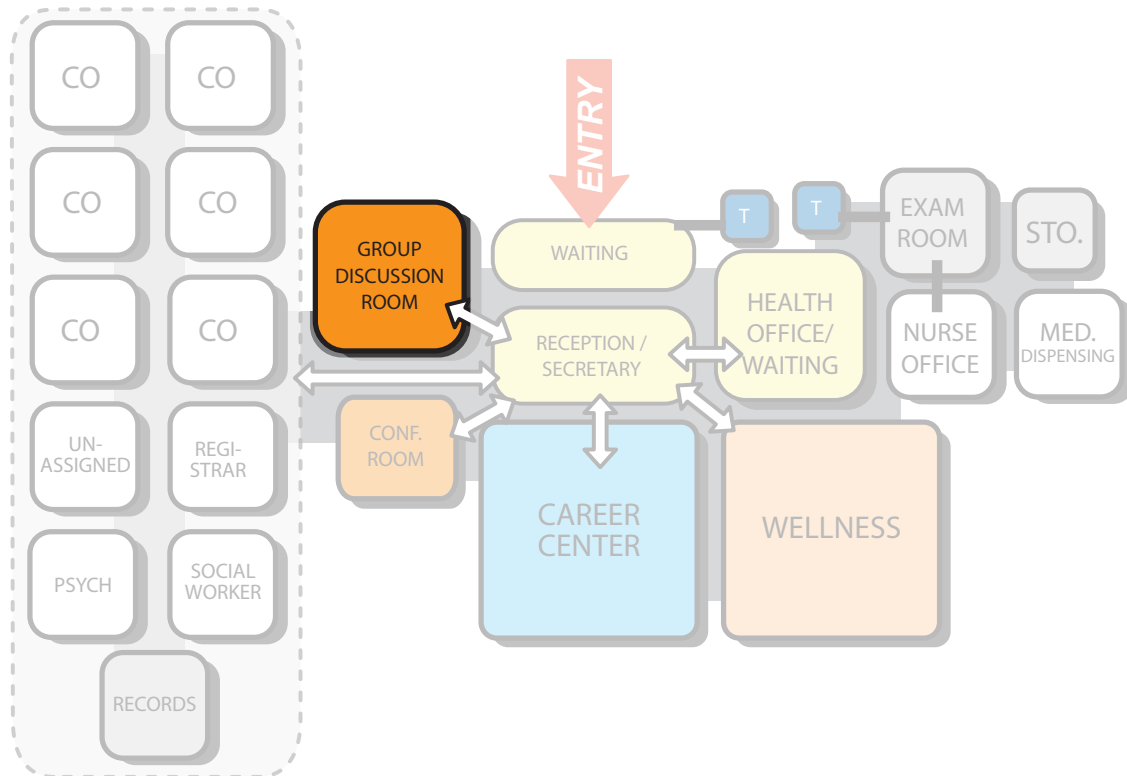 CO
CO
CO
CO
CO
CO
UN-
ASSIGNED
REGI-
STRAR
PSYCH
SOCIAL
WORKER
RECORDS
GROUP
DISCUSSION
ROOM
CONF.
ROOM
ENTRY
WAITING
RECEPTION /
SECRETARY
CAREER
CENTER
T
T
HEALTH
OFFICE/
WAITING
WELLNESS
EXAM
ROOM
STO.
NURSE
OFFICE
MED.
DISPENSING